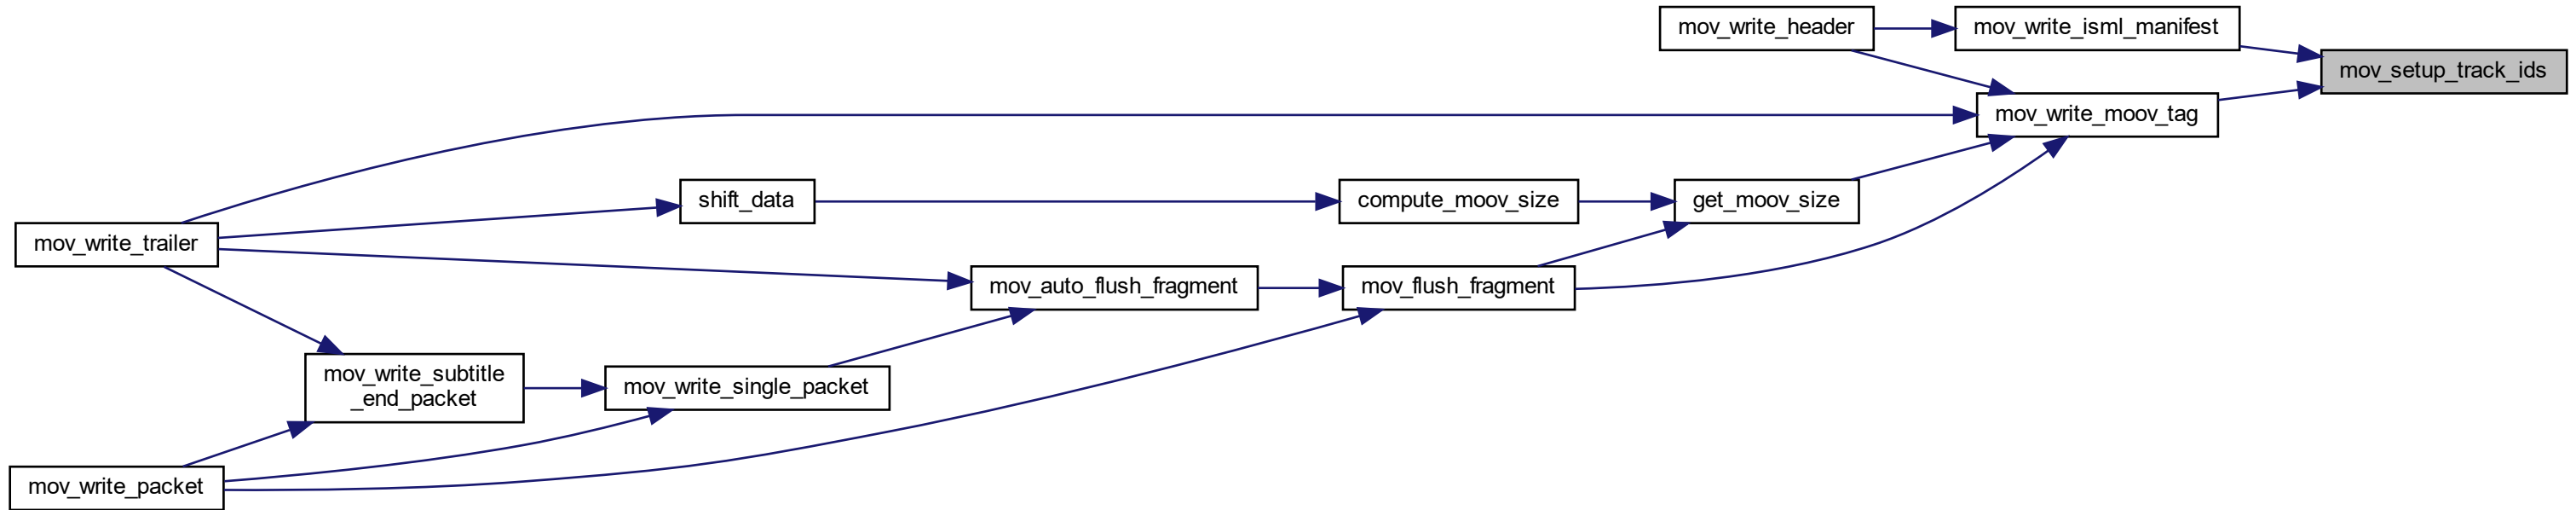 mov_write_header
mov_write_isml_manifest
mov_setup_track_ids
mov_write_moov_tag
shift_data
compute_moov_size
get_moov_size
mov_write_trailer
mov_auto_flush_fragment
mov_flush_fragment
mov_write_subtitle
_end_packet
mov_write_single_packet
mov_write_packet